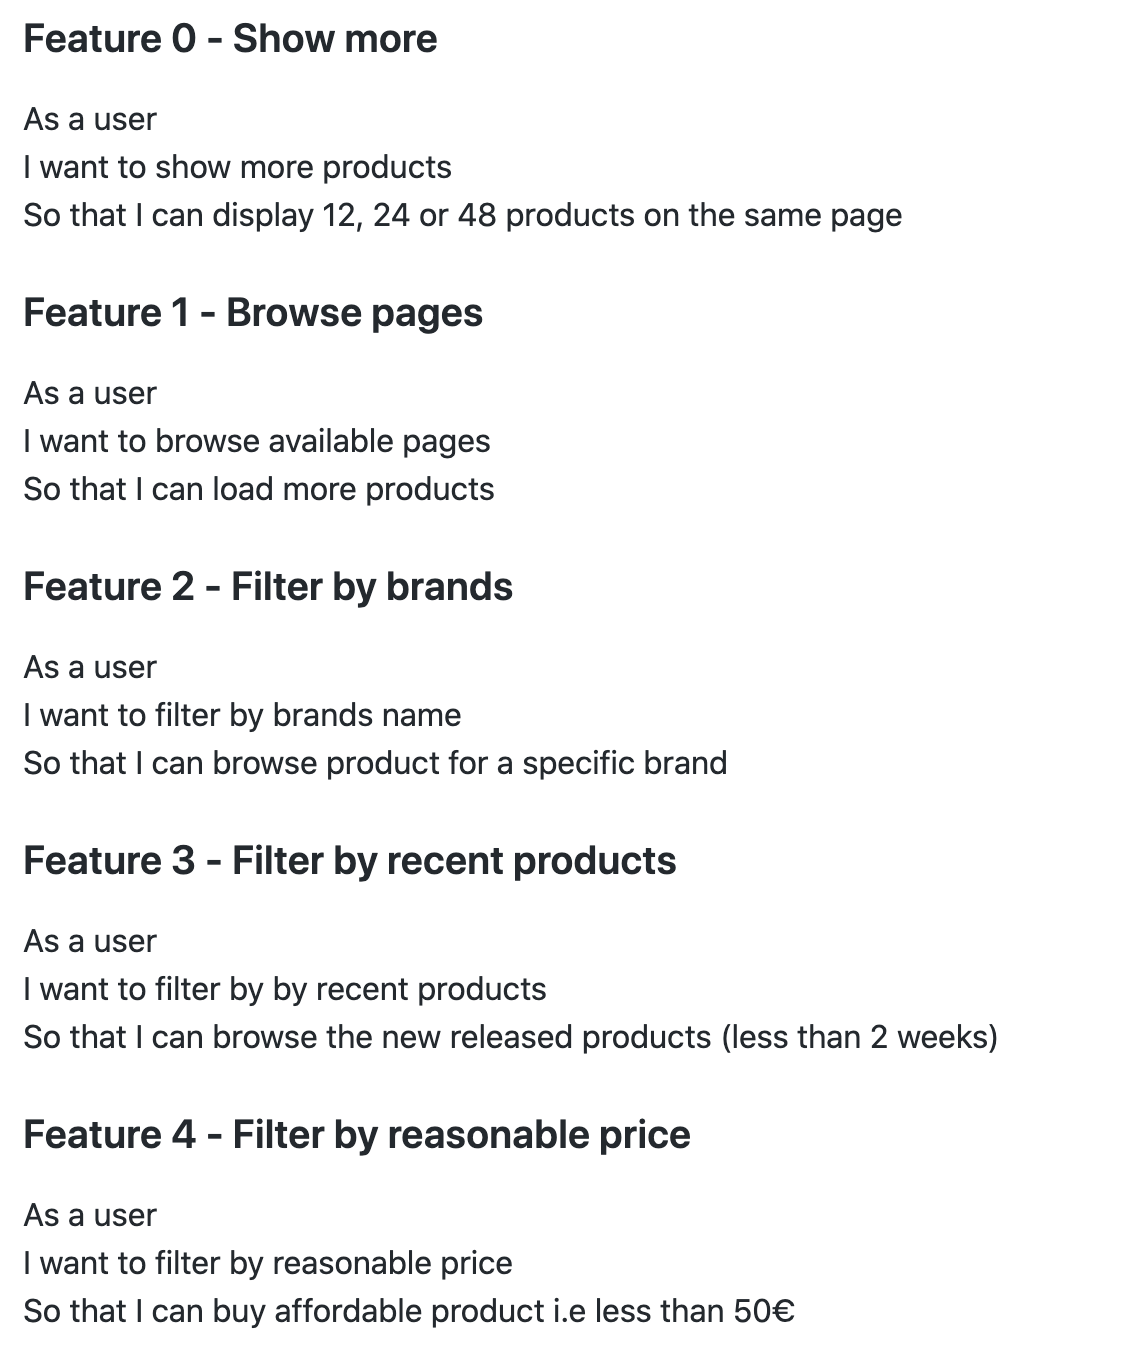 Feature 0 - Show more
As a user
I want to show more products
So that I can display 12, 24 or 48 products on the same page
Feature 1 - Browse pages
As a user
I want to browse available pages
So that I can load more products
Feature 2 - Filter by brands
As a user
I want to filter by brands name
So that I can browse product for a specific brand
Feature 3 - Filter by recent products
As a user
I want to filter by by recent products
So that I can browse the new released products (less than 2 weeks)
Feature 4 - Filter by reasonable price
As a user
I want to filter by reasonable price
So that I can buy affordable product i.e less than 50€